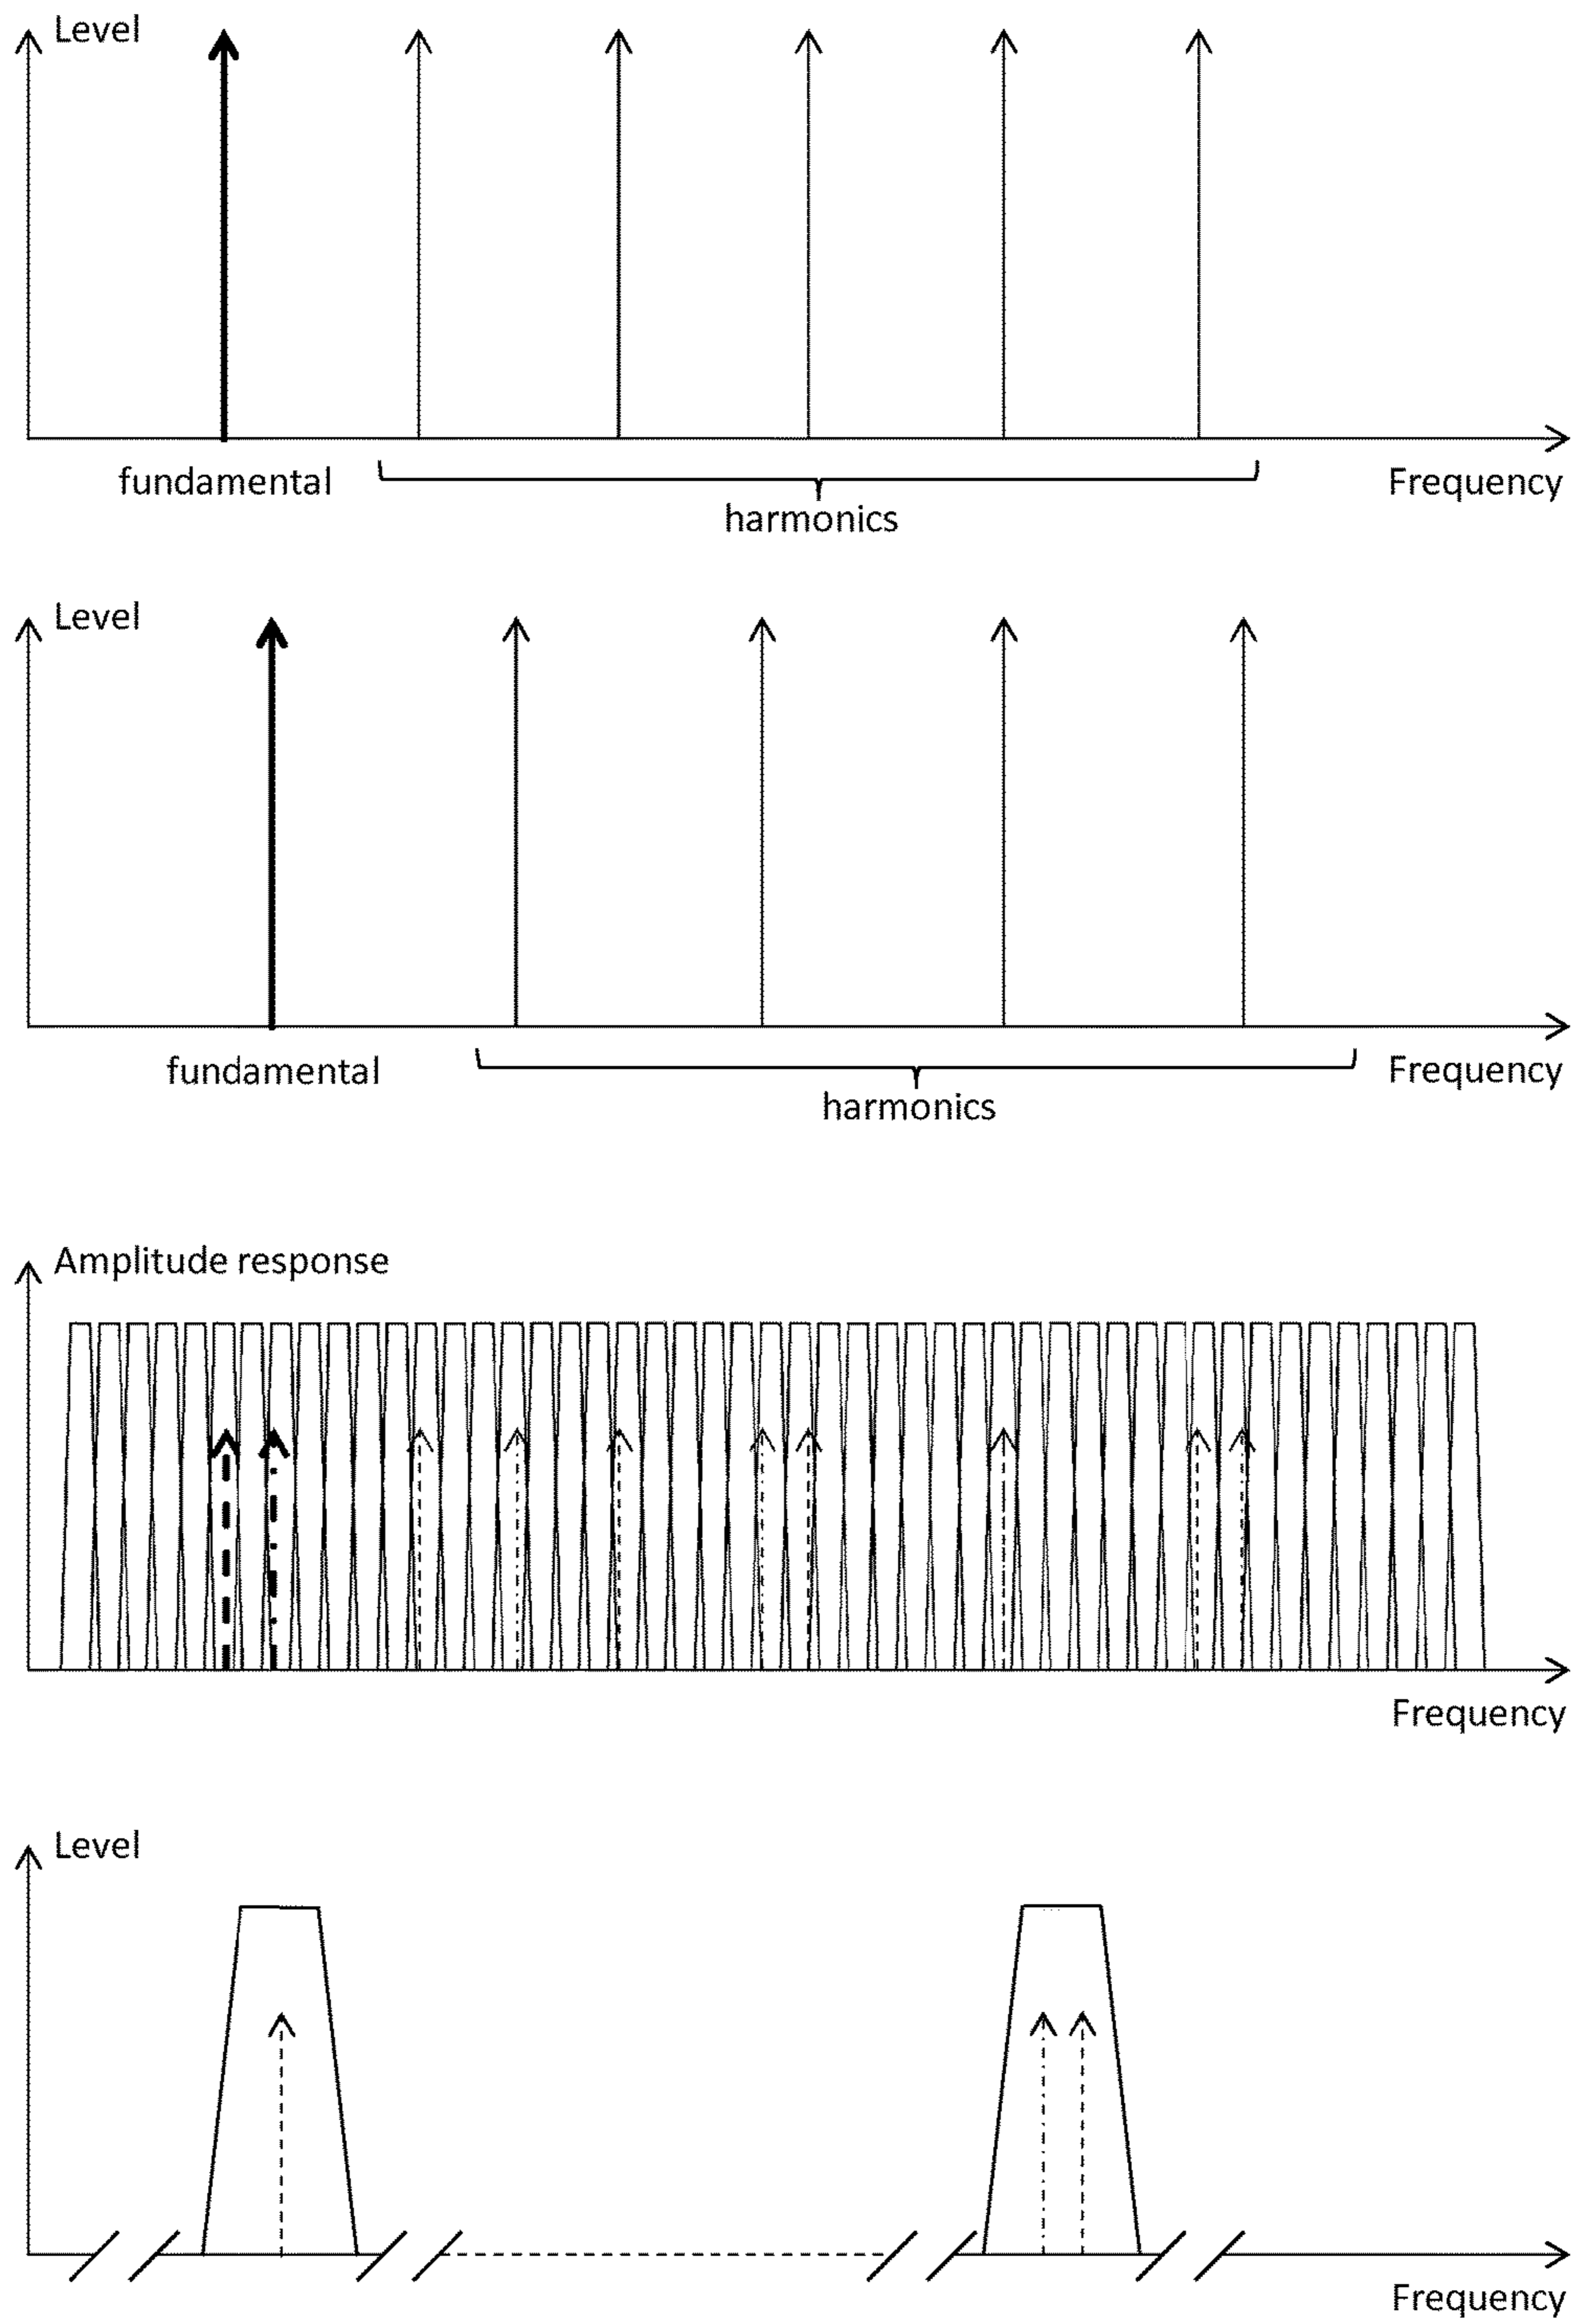 Level
fundamental
Frequency
harmonics
Level
fundamental
Frequency
harmonics
Amplitude response
Frequency
Level
Frequency